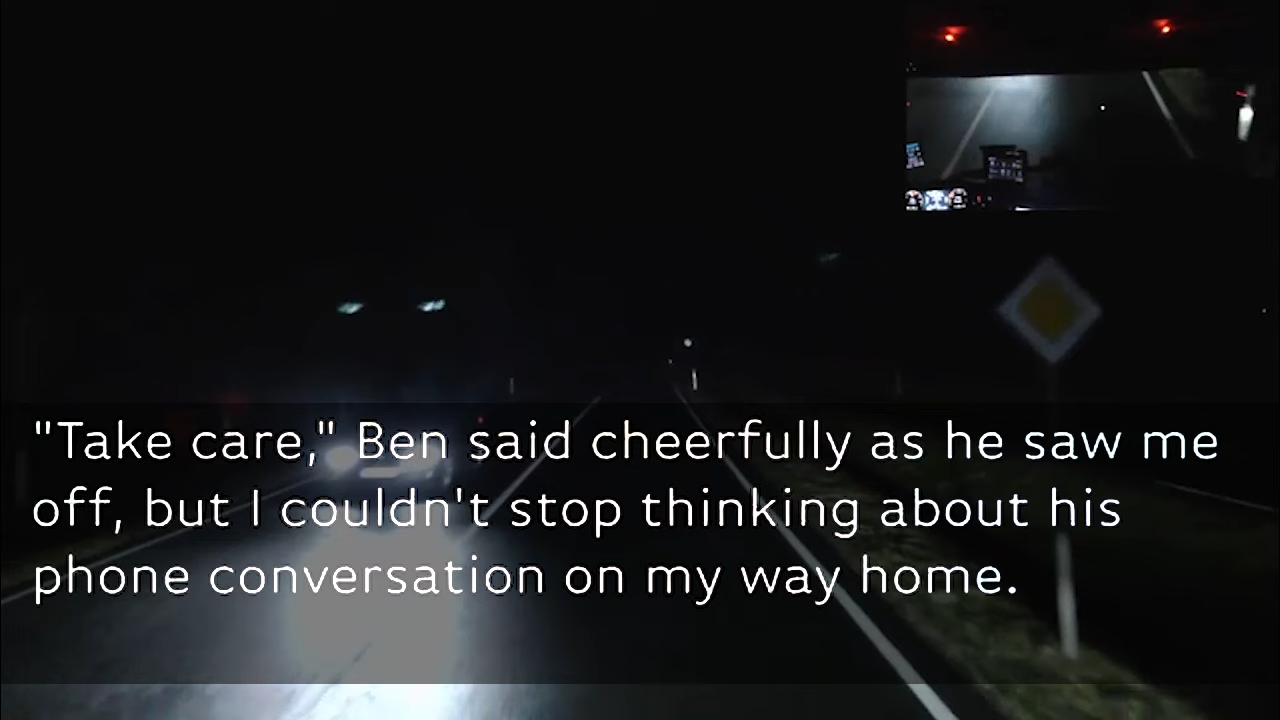 "Take care," Ben said cheerfully as he saw me
off, but I couldn't stop thinking about his
phone conversation on my way home.